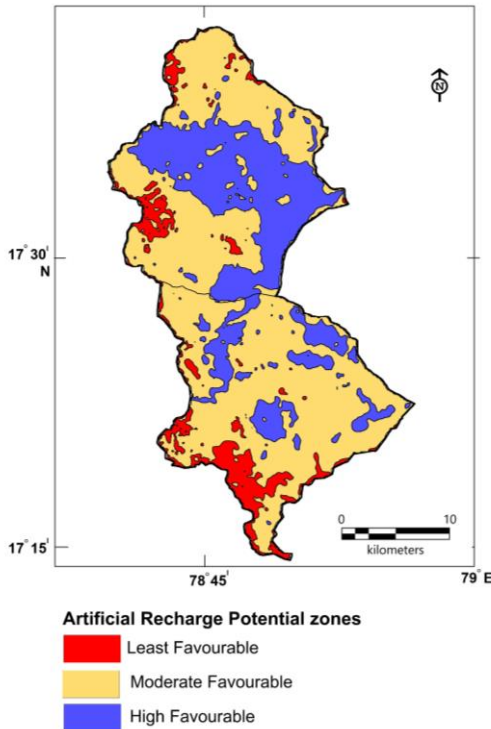 N
17° 30'
N
0 10
kilometers
17° 15'
78° 45'
79° E
Artificial Recharge Potential zones
Least Favourable
Moderate Favourable
High Favourable